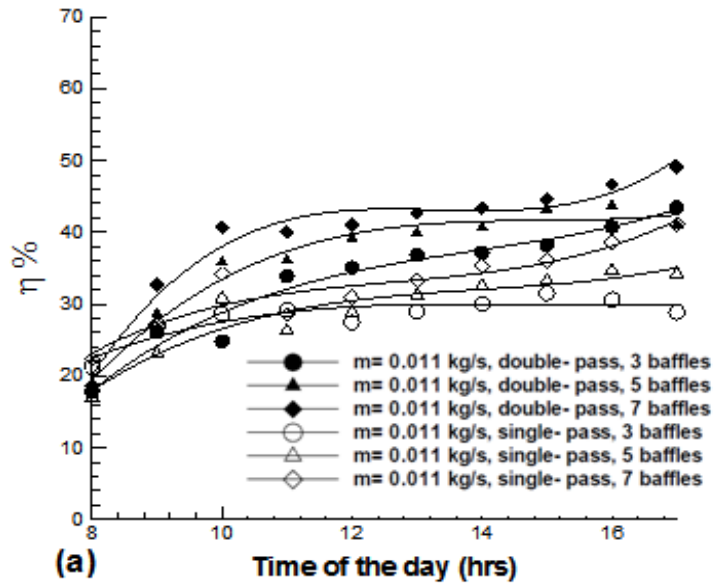 70
60
50
40
30
20
10
0
η %
m= 0.011 kg/s, double- pass, 3 baffles
m= 0.011 kg/s, double- pass, 5 baffles
m= 0.011 kg/s, double- pass, 7 baffles
m= 0.011 kg/s, single- pass, 3 baffles
m= 0.011 kg/s, single- pass, 5 baffles
m= 0.011 kg/s, single- pass, 7 baffles
8 10 12 14 16
(a) Time of the day (hrs)